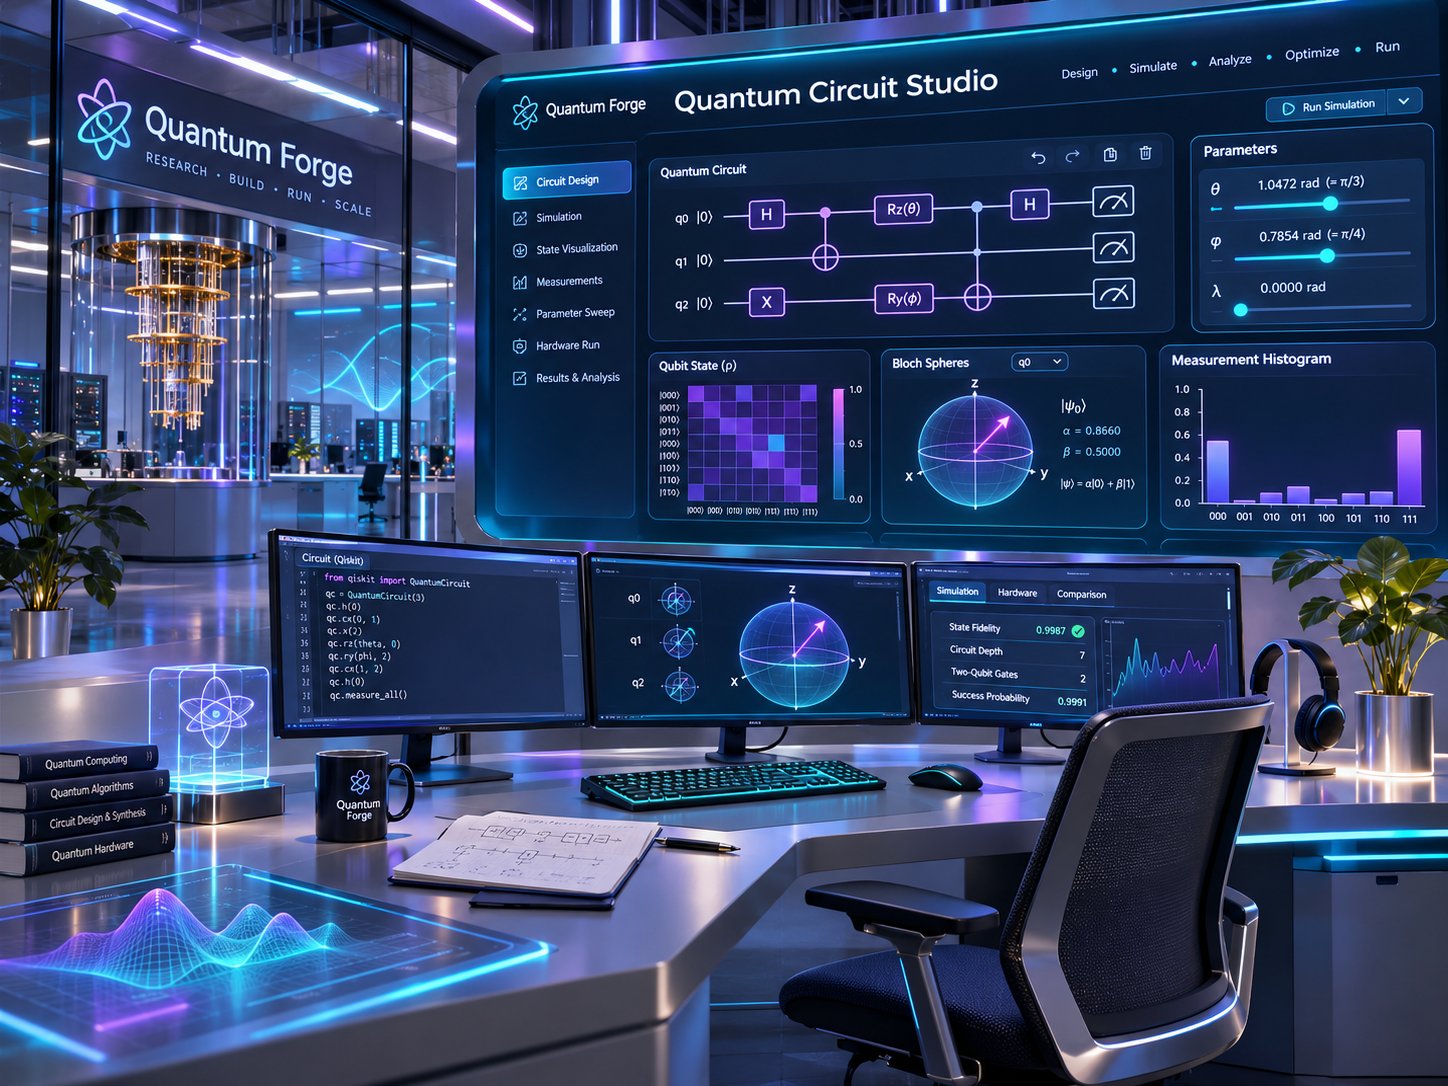 Quantum Forge
RESEARCH • BUILD • RUN • SCALE
Quantum Forge
Quantum Circuit Studio
Design • Simulate • Analyze • Optimize • Run
Run Simulation
Circuit Design
Simulation
State Visualization
Measurements
Parameter Sweep
Hardware Run
Results & Analysis
Quantum Circuit
q0 |0⟩ H Rz(θ) H
q1 |0⟩
q2 |0⟩ X Ry(ϕ)
Parameters
θ 1.0472 rad (≈ π/3)
φ 0.7854 rad (≈ π/4)
λ 0.0000 rad
Qubit State (ρ)
|000⟩
|001⟩
|010⟩
|011⟩
|000⟩
|100⟩
|101⟩
|110⟩
1.0
0.5
0.0
Bloch Spheres
q0
z
x
y
|ψ₀⟩
α = 0.8660
β = 0.5000
|ψ⟩ = α|0⟩ + β|1⟩
Measurement Histogram
1.0
0.8
0.6
0.4
0.2
0.0
000 001 010 011 100 101 110 111
Circuit (Qiskit)
from qiskit import QuantumCircuit
qc = QuantumCircuit(3)
qc.h(0)
qc.cx(0, 1)
qc.x(2)
qc.rz(theta, 0)
qc.ry(phi, 2)
qc.cx(1, 2)
qc.h(0)
qc.measure_all()
q0
q1
q2
z
x
y
Simulation Hardware Comparison
State Fidelity 0.9987
Circuit Depth 7
Two-Qubit Gates 2
Success Probability 0.9991
Quantum Computing
Quantum Algorithms
Circuit Design & Synthesis
Quantum Hardware
Quantum
Forge